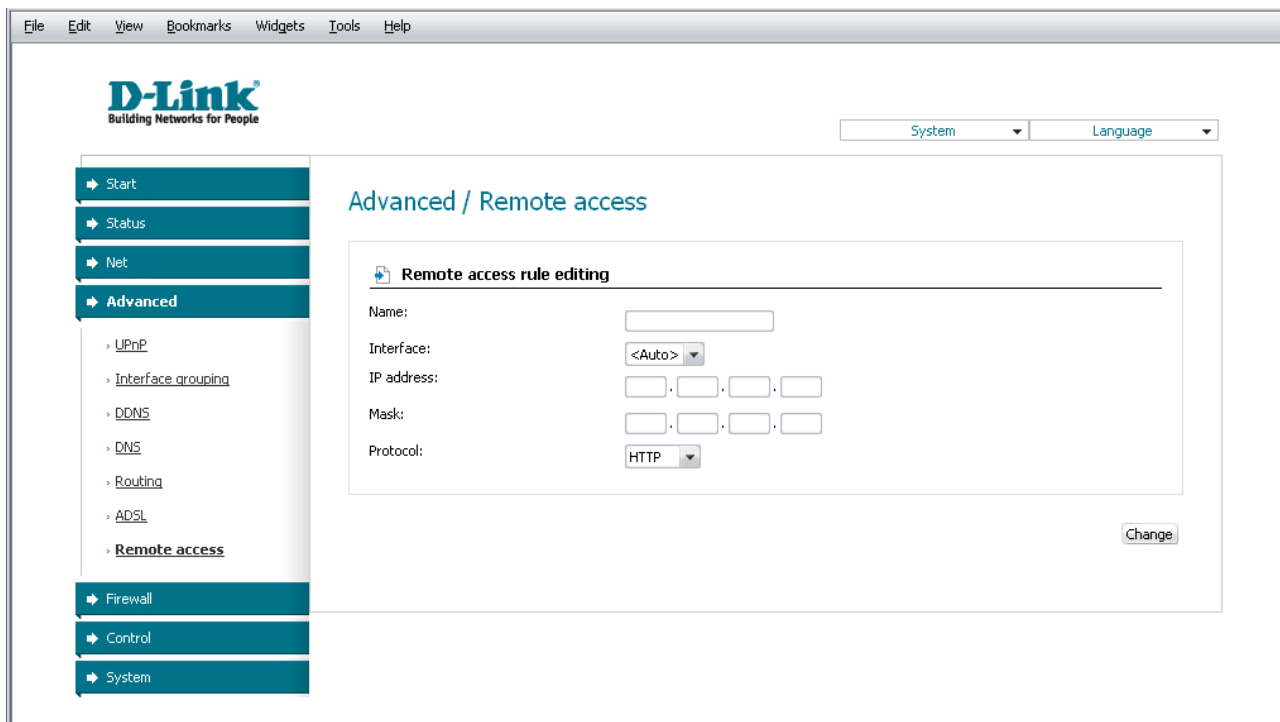 File Edit View Bookmarks Widgets Tools Help
D-Link
Building Networks for People
System Language
Start
Status
Net
Advanced
UPnP
Interface grouping
DDNS
DNS
Routing
ADSL
Remote access
Firewall
Control
System
Advanced / Remote access
Remote access rule editing
Name:
Interface: <Auto>
IP address: . . .
Mask: . . .
Protocol: HTTP
Change